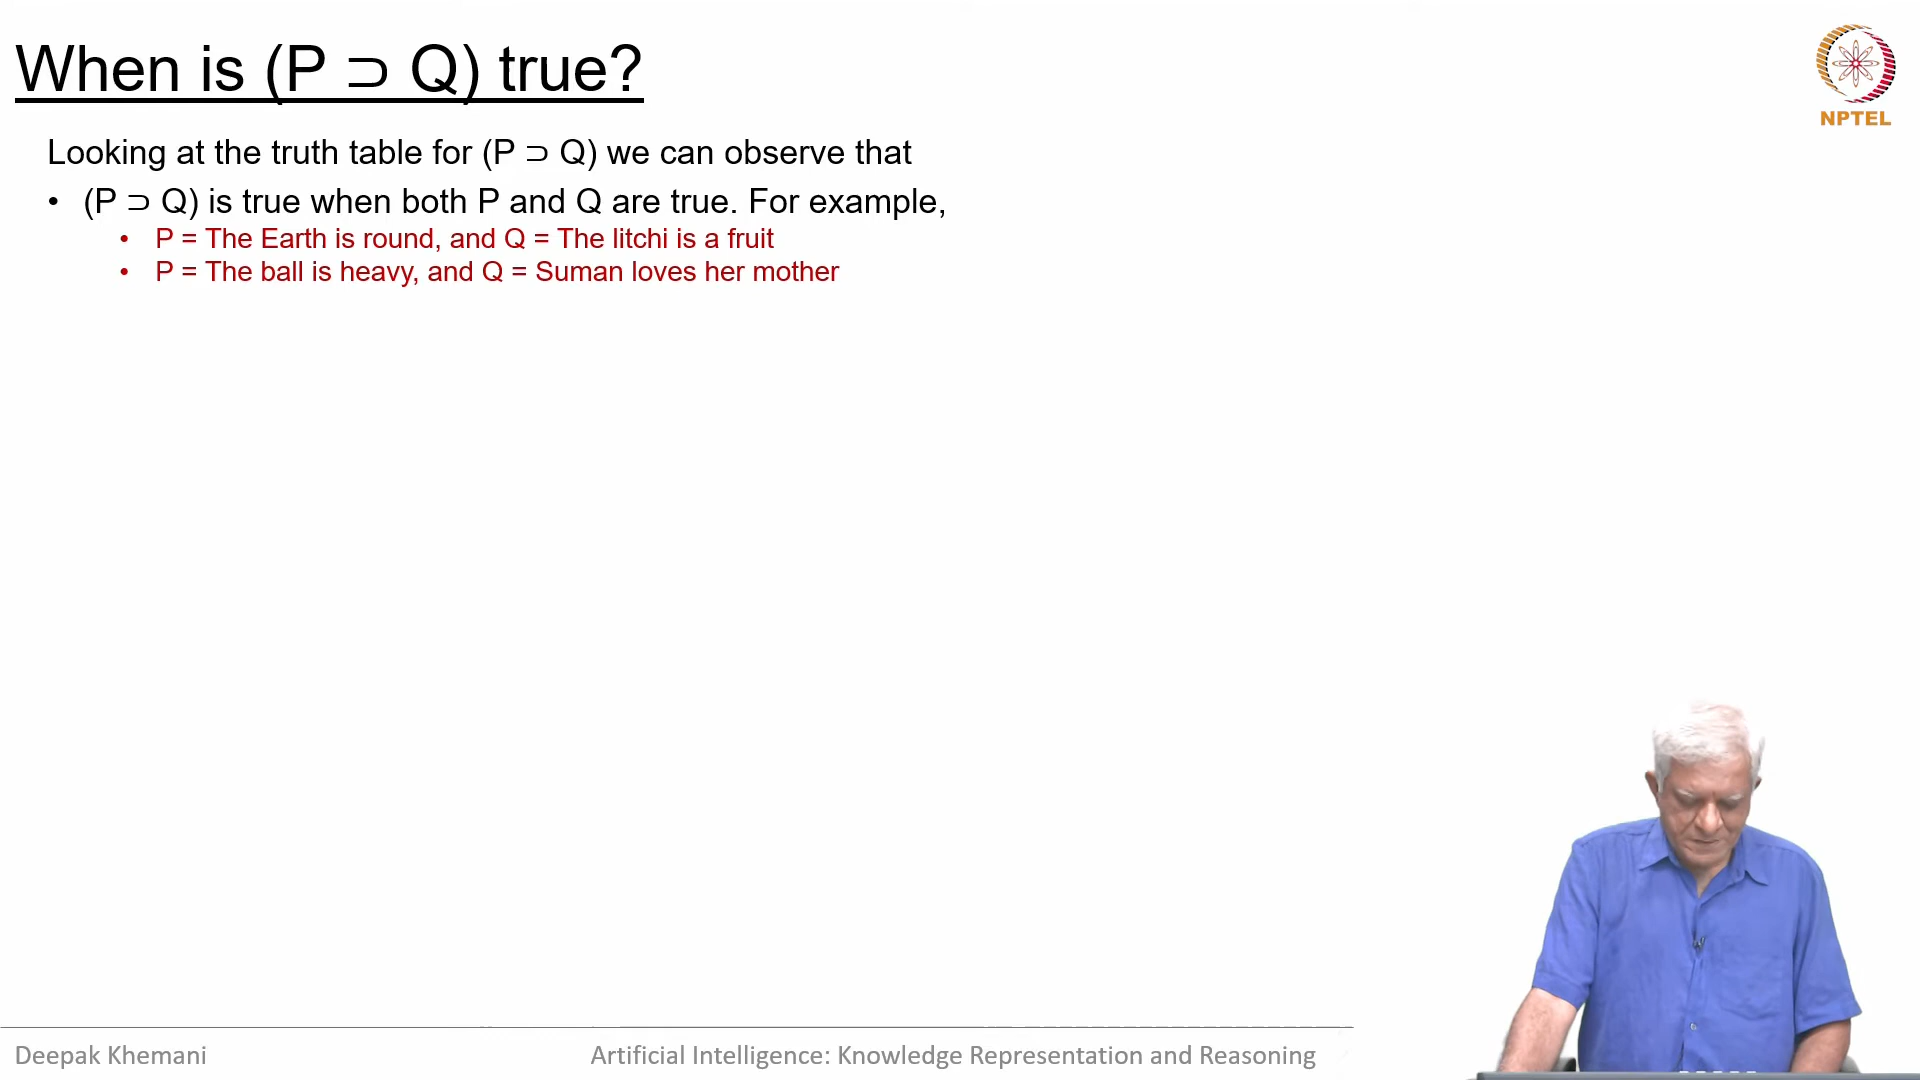 When is (P ⊃ Q) true?
NPTEL
Looking at the truth table for (P ⊃ Q) we can observe that
• (P ⊃ Q) is true when both P and Q are true. For example,
• P = The Earth is round, and Q = The litchi is a fruit
• P = The ball is heavy, and Q = Suman loves her mother
Deepak Khemani
Artificial Intelligence: Knowledge Representation and Reasoning